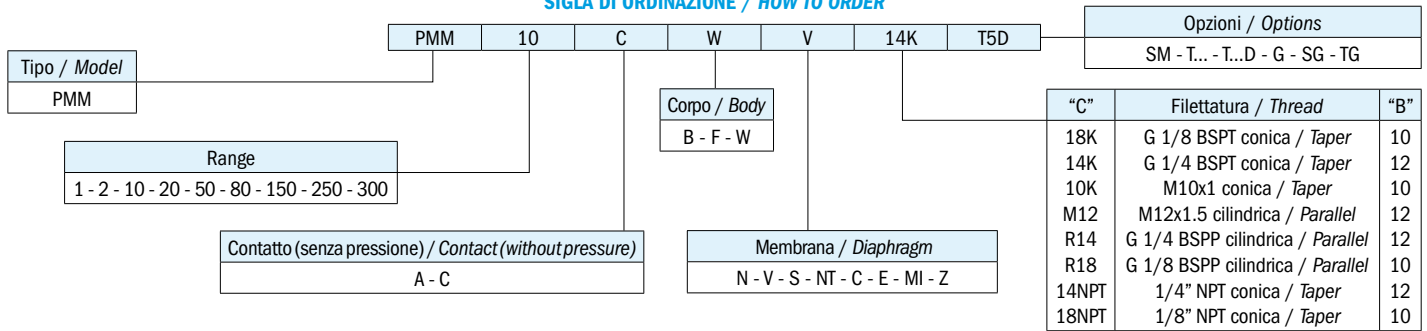 SIGLA DI ORDINAZIONE / HOW TO ORDER
PMM 10 C W V 14K T5D
Opzioni / Options
SM - T... - T...D - G - SG - TG
Tipo / Model
PMM
Corpo / Body
B - F - W
Range
1 - 2 - 10 - 20 - 50 - 80 - 150 - 250 - 300
Contatto (senza pressione) / Contact (without pressure)
A - C
Membrana / Diaphragm
N - V - S - NT - C - E - MI - Z
“C” Filettatura / Thread “B”
18K G 1/8 BSPT conica / Taper 10
14K G 1/4 BSPT conica / Taper 12
10K M10x1 conica / Taper 10
M12 M12x1.5 cilindrica / Parallel 12
R14 G 1/4 BSPP cilindrica / Parallel 12
R18 G 1/8 BSPP cilindrica / Parallel 10
14NPT 1/4” NPT conica / Taper 12
18NPT 1/8” NPT conica / Taper 10